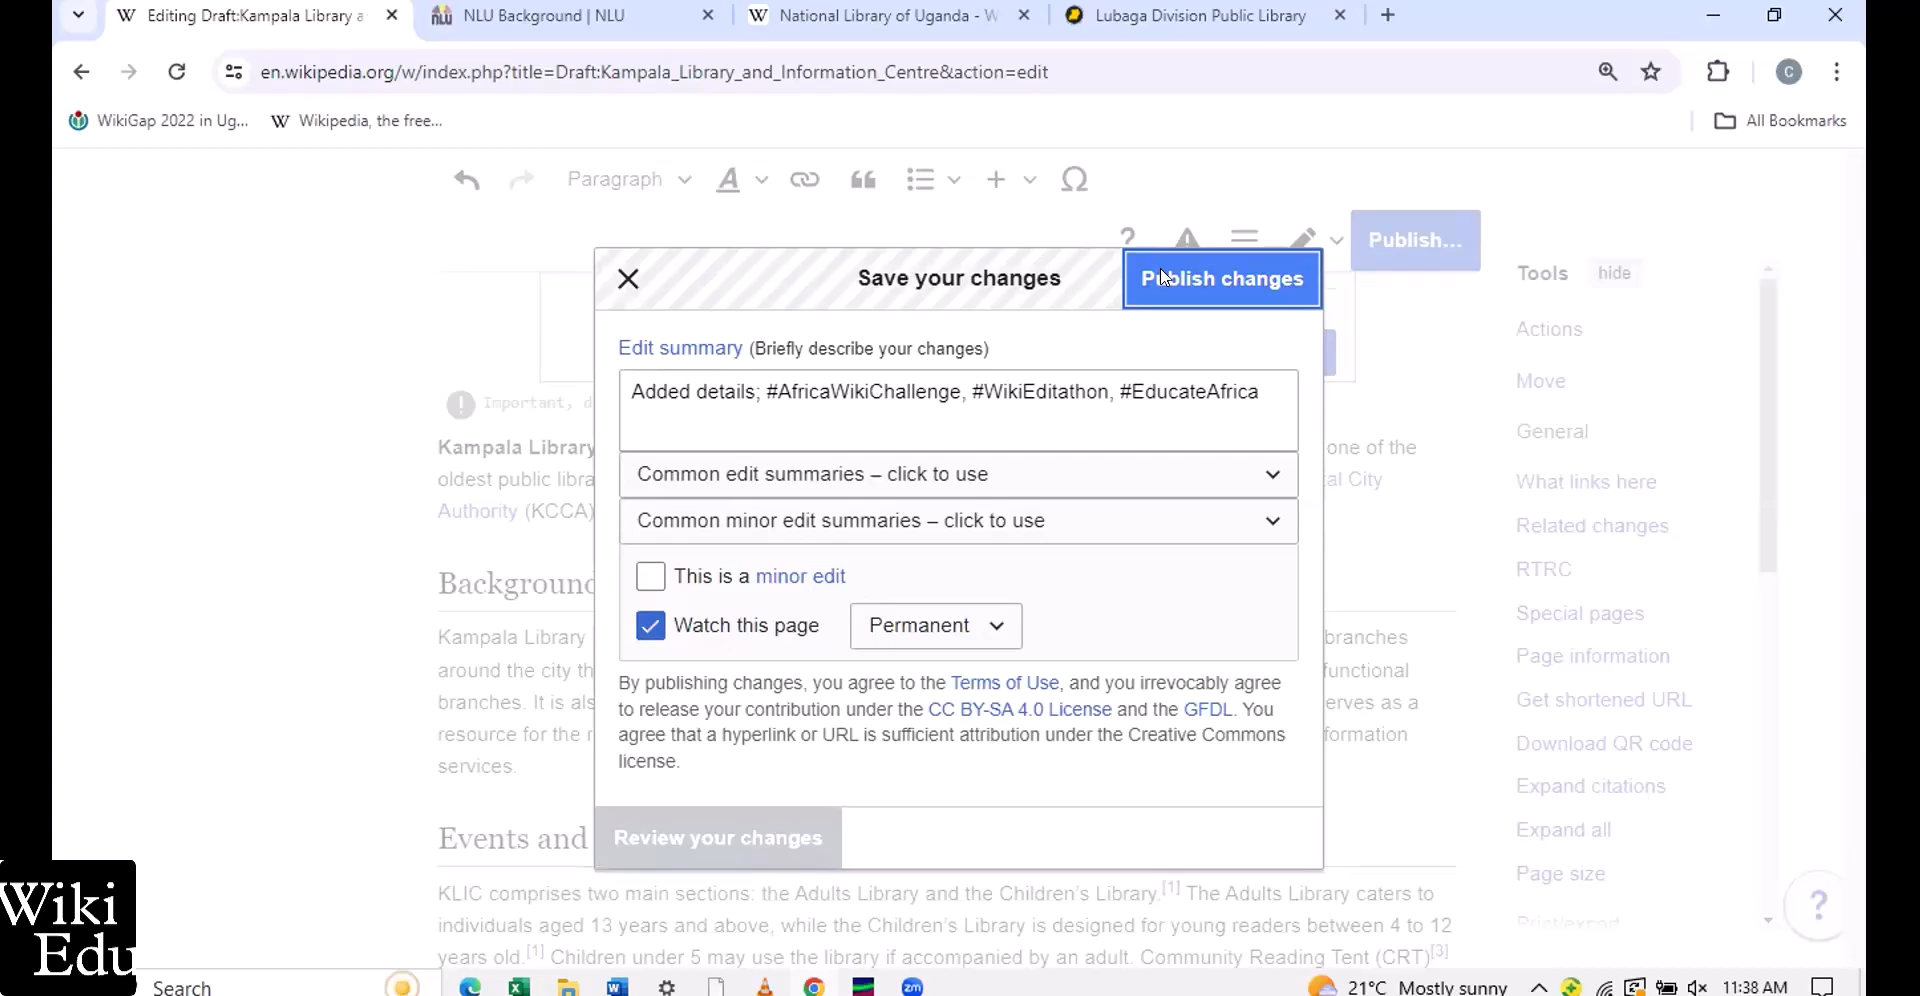 Editing Draft:Kampala Library a
NLU Background | NLU
National Library of Uganda - W
Lubaga Division Public Library
en.wikipedia.org/w/index.php?title=Draft:Kampala_Library_and_Information_Centre&action=edit
C
WikiGap 2022 in Ug...
Wikipedia, the free...
All Bookmarks
Paragraph
Publish...
Save your changes
Publish changes
Tools hide
Edit summary (Briefly describe your changes)
Actions
Added details; #AfricaWikiChallenge, #WikiEditathon, #EducateAfrica
Move
Important, d
General
Kampala Library
one of the
oldest public libra
al City
Authority (KCCA)
Common edit summaries – click to use
What links here
Common minor edit summaries – click to use
Related changes
RTRC
Background
This is a minor edit
Special pages
Watch this page
Permanent
Kampala Library
branches
Page information
around the city th
functional
branches. It is als
erves as a
Get shortened URL
resource for the r
formation
Download QR code
services.
By publishing changes, you agree to the Terms of Use, and you irrevocably agree
to release your contribution under the CC BY-SA 4.0 License and the GFDL. You
agree that a hyperlink or URL is sufficient attribution under the Creative Commons
license.
Expand citations
Events and
Review your changes
Expand all
Page size
KLIC comprises two main sections: the Adults Library and the Children's Library.[1] The Adults Library caters to
individuals aged 13 years and above, while the Children's Library is designed for young readers between 4 to 12
Print/export
years old.[1] Children under 5 may use the library if accompanied by an adult. Community Reading Tent (CRT)[3]
Wiki
Edu
Search
zm
21°C Mostly sunny
11:38 AM